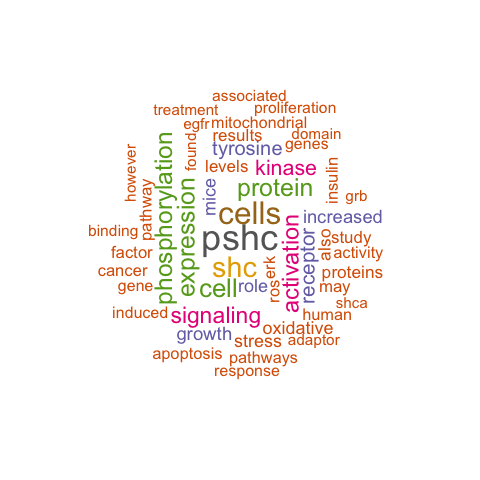 associated
treatment
proliferation
egfr
mitochondrial
found
results
domain
tyrosine
genes
however
phosphorylation
levels
kinase
insulin
mice
protein
grb
pathway
expression
cells
activation
increased
binding
pshc
receptor
also
study
factor
activity
cancer
shc
ros
erk
proteins
gene
cell
role
may
shca
induced
signaling
human
growth
oxidative
stress
adaptor
apoptosis
pathways
response